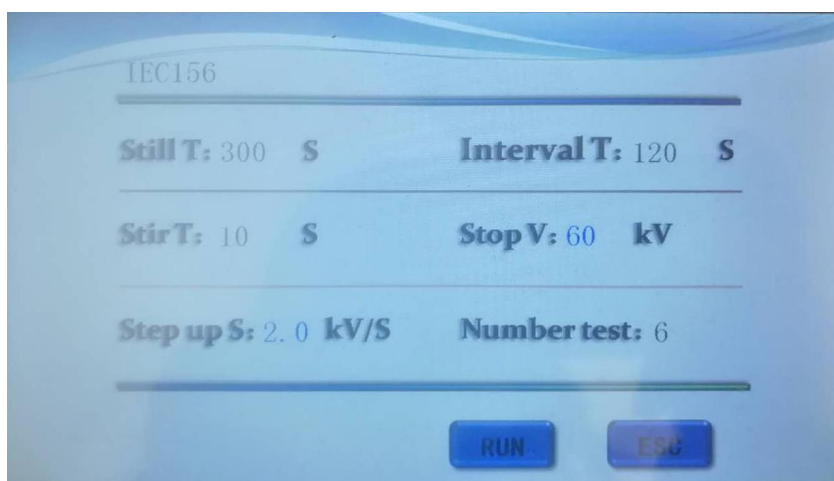 IEC156
Still T: 300 S Interval T: 120 S
Stir T: 10 S Stop V: 60 kV
Step up S: 2.0 kV/S Number test: 6
RUN ESC